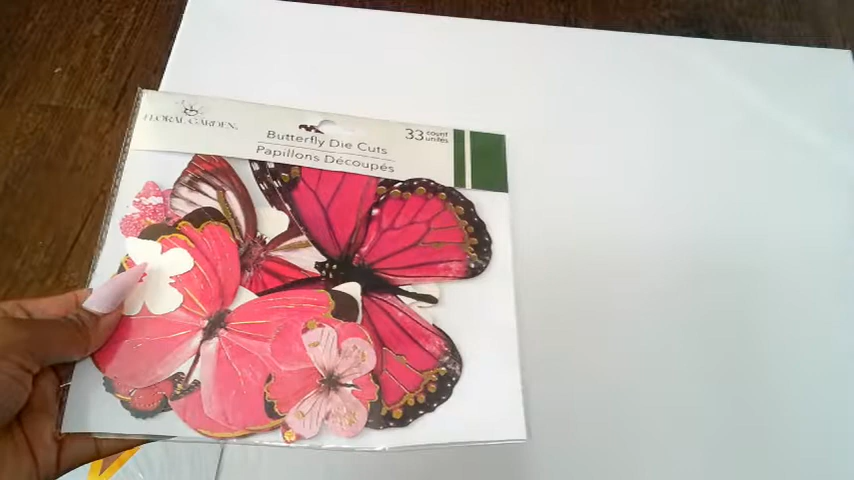 FLORAL GARDEN
Butterfly Die Cuts
Papillons Découpés
33 count
unités